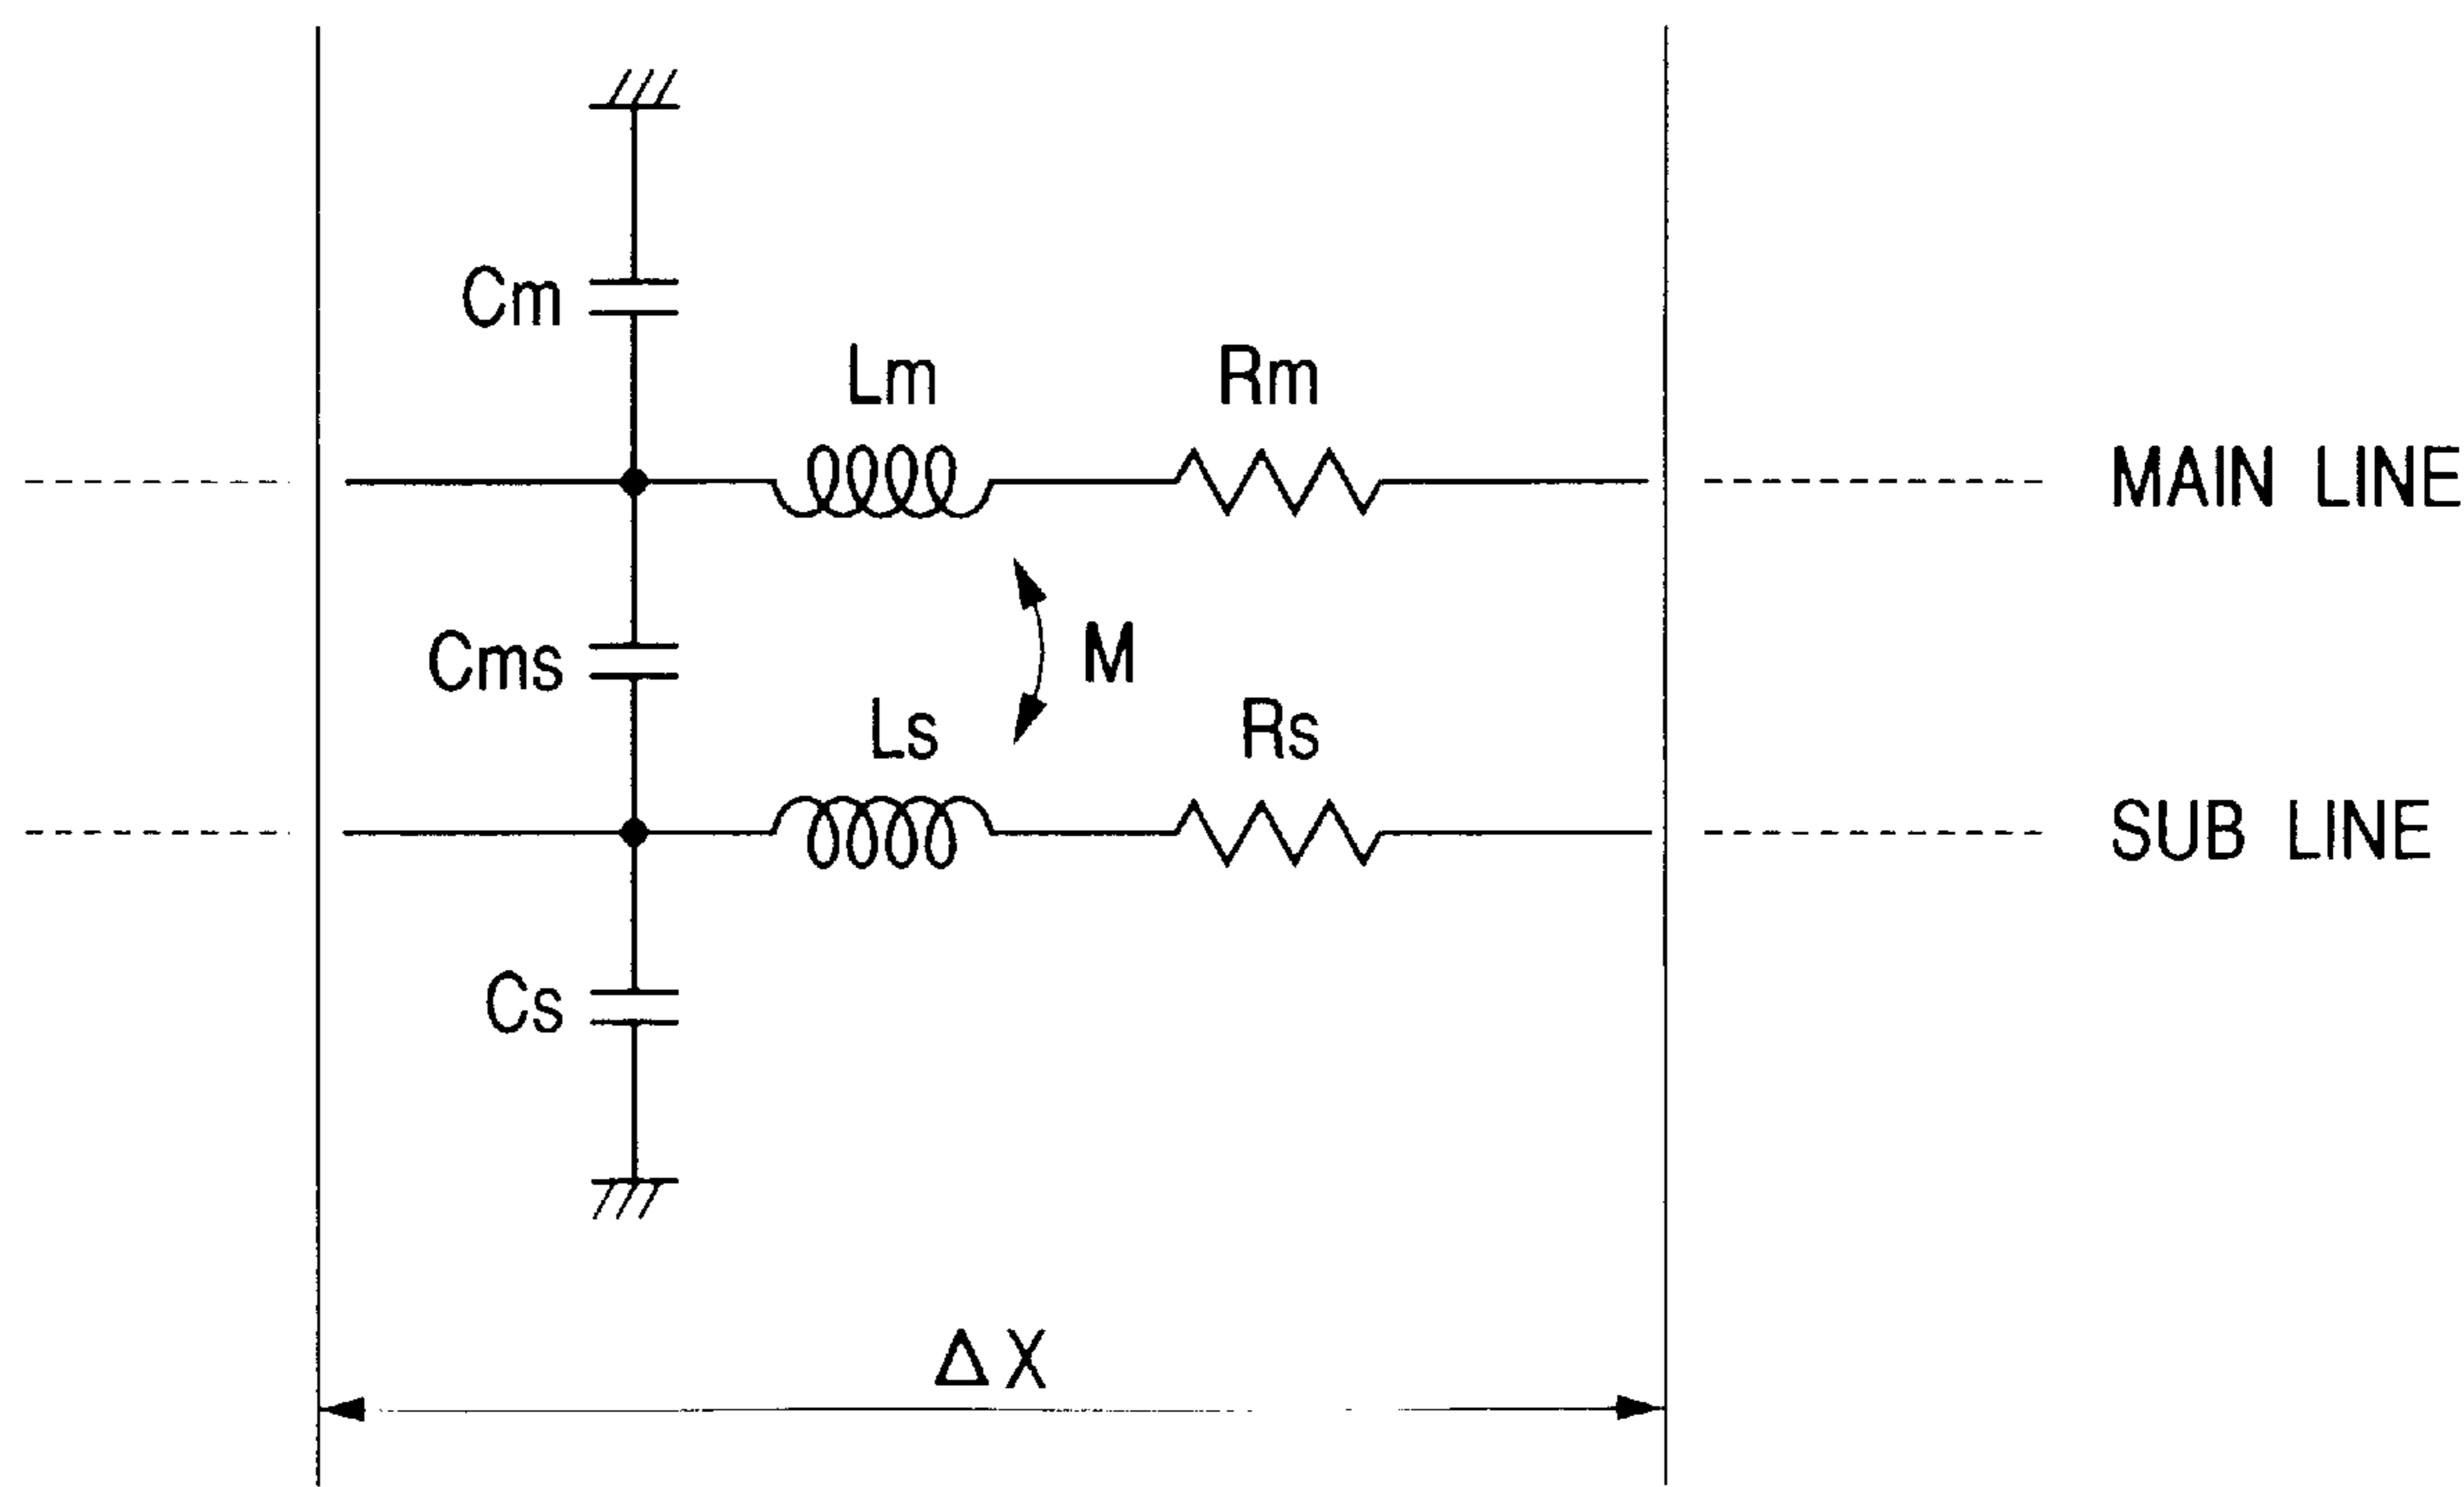 Cm
Lm Rm
MAIN LINE
Cms
M
Ls Rs
SUB LINE
Cs
ΔX